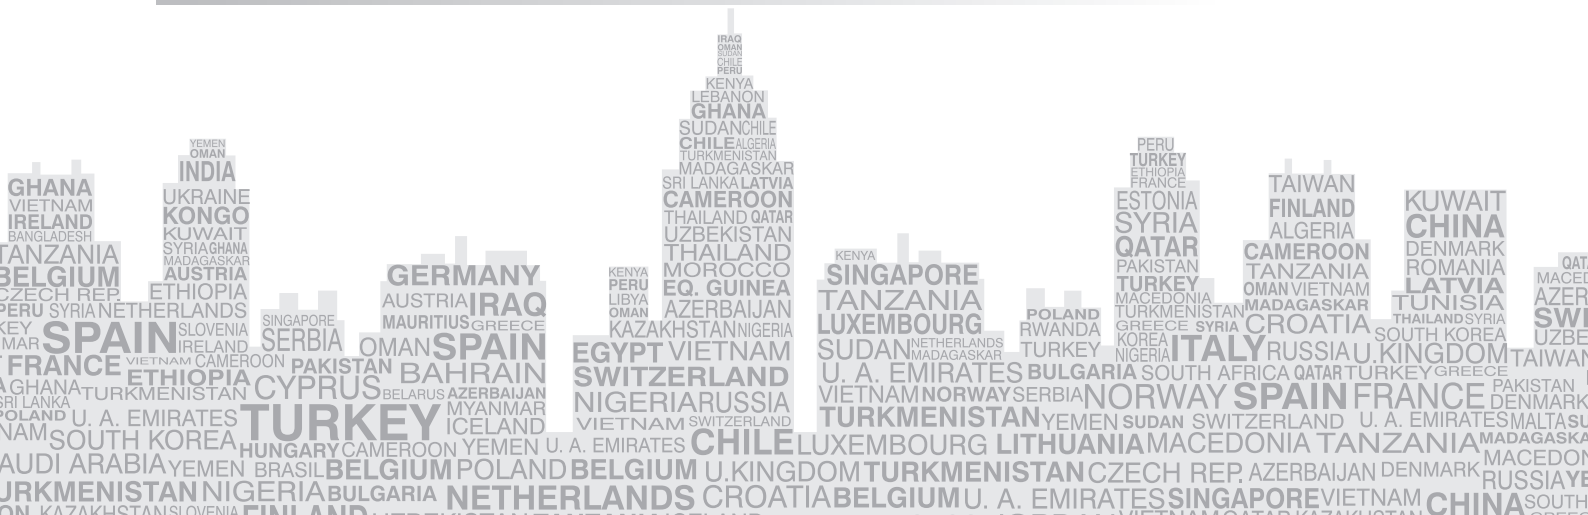 IRAQ
OMAN
SUDAN
CHILE
PERU
KENYA
LEBANON
GHANA
SUDAN CHILE
CHILE ALGERIA
TURKMENISTAN
MADAGASKAR
SRI LANKA LATVIA
CAMEROON
THAILAND QATAR
UZBEKISTAN
THAILAND
MOROCCO
EQ. GUINEA
AZERBAIJAN
KAZAKHSTAN NIGERIA
KENYA
PERU
LIBYA
OMAN
EGYPT VIETNAM
SWITZERLAND
NIGERIA RUSSIA
VIETNAM SWITZERLAND
GHANA
VIETNAM
IRELAND
BANGLADESH
TANZANIA
BELGIUM
CZECH REP.
PERU SYRIA NETHERLANDS
YEMEN
OMAN
INDIA
UKRAINE
KONGO
KUWAIT
SYRIA GHANA
MADAGASKAR
AUSTRIA
ETHIOPIA
SPAIN SLOVENIA
IRELAND
SINGAPORE
SERBIA
GERMANY
AUSTRIA IRAQ
MAURITIUS GREECE
OMAN SPAIN
FRANCE VIETNAM CAMEROON PAKISTAN BAHRAIN
ETHIOPIA CYPRUS BELARUS AZERBAIJAN
GHANA TURKMENISTAN
SRI LANKA
POLAND U. A. EMIRATES TURKEY MYANMAR
ICELAND
KENYA
SINGAPORE
TANZANIA
LUXEMBOURG
SUDAN NETHERLANDS
MADAGASKAR
POLAND
RWANDA
TURKEY
PERU
TURKEY
ETHIOPIA
FRANCE
ESTONIA
SYRIA
QATAR
PAKISTAN
TURKEY
MACEDONIA
TURKMENISTAN
GREECE SYRIA
KOREA
NIGERIA ITALY RUSSIA U.KINGDOM TAIWAN
TAIWAN
FINLAND
ALGERIA
CAMEROON
TANZANIA
OMAN VIETNAM
MADAGASKAR
CROATIA
KUWAIT
CHINA
DENMARK
ROMANIA
LATVIA
TUNISIA
THAILAND SYRIA
SOUTH KOREA
U. A. EMIRATES BULGARIA SOUTH AFRICA QATAR TURKEY GREECE
VIETNAM NORWAY SERBIA NORWAY SPAIN FRANCE PAKISTAN
DENMARK
TURKMENISTAN YEMEN SUDAN SWITZERLAND U. A. EMIRATES MALTA
SOUTH KOREA HUNGARY CAMEROON YEMEN U. A. EMIRATES CHILE LUXEMBOURG LITHUANIA MACEDONIA TANZANIA
SAUDI ARABIA YEMEN BRASIL BELGIUM POLAND BELGIUM U.KINGDOM TURKMENISTAN CZECH REP. AZERBAIJAN DENMARK RUSSIA
TURKMENISTAN NIGERIA BULGARIA NETHERLANDS CROATIA BELGIUM U. A. EMIRATES SINGAPORE VIETNAM CHINA SOUTH
KAZAKHSTAN SLOVENIA FINLAND